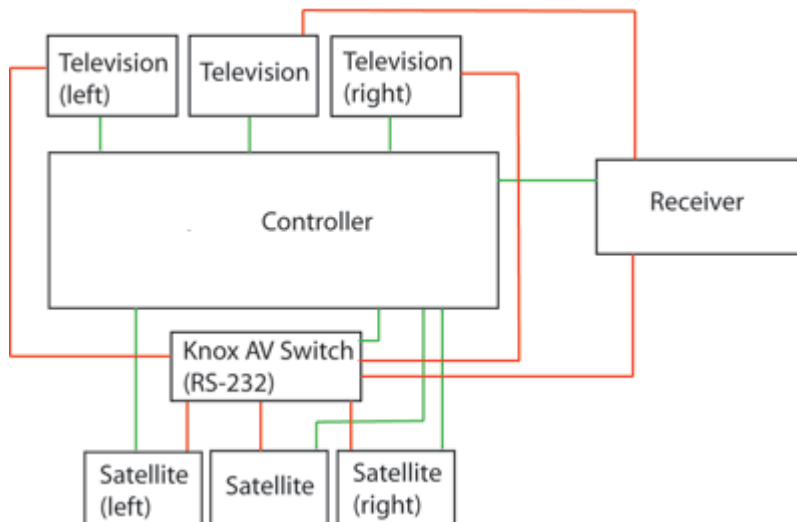 Television
(left)
Television
Television
(right)
Controller
Receiver
Knox AV Switch
(RS-232)
Satellite
(left)
Satellite
Satellite
(right)